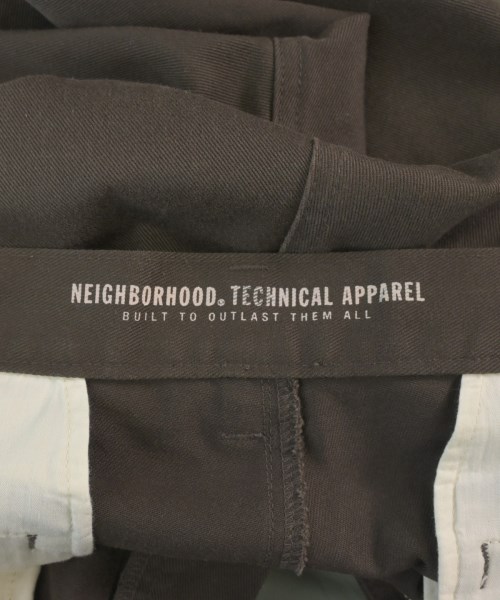 NEIGHBORHOOD® TECHNICAL APPAREL
BUILT TO OUTLAST THEM ALL